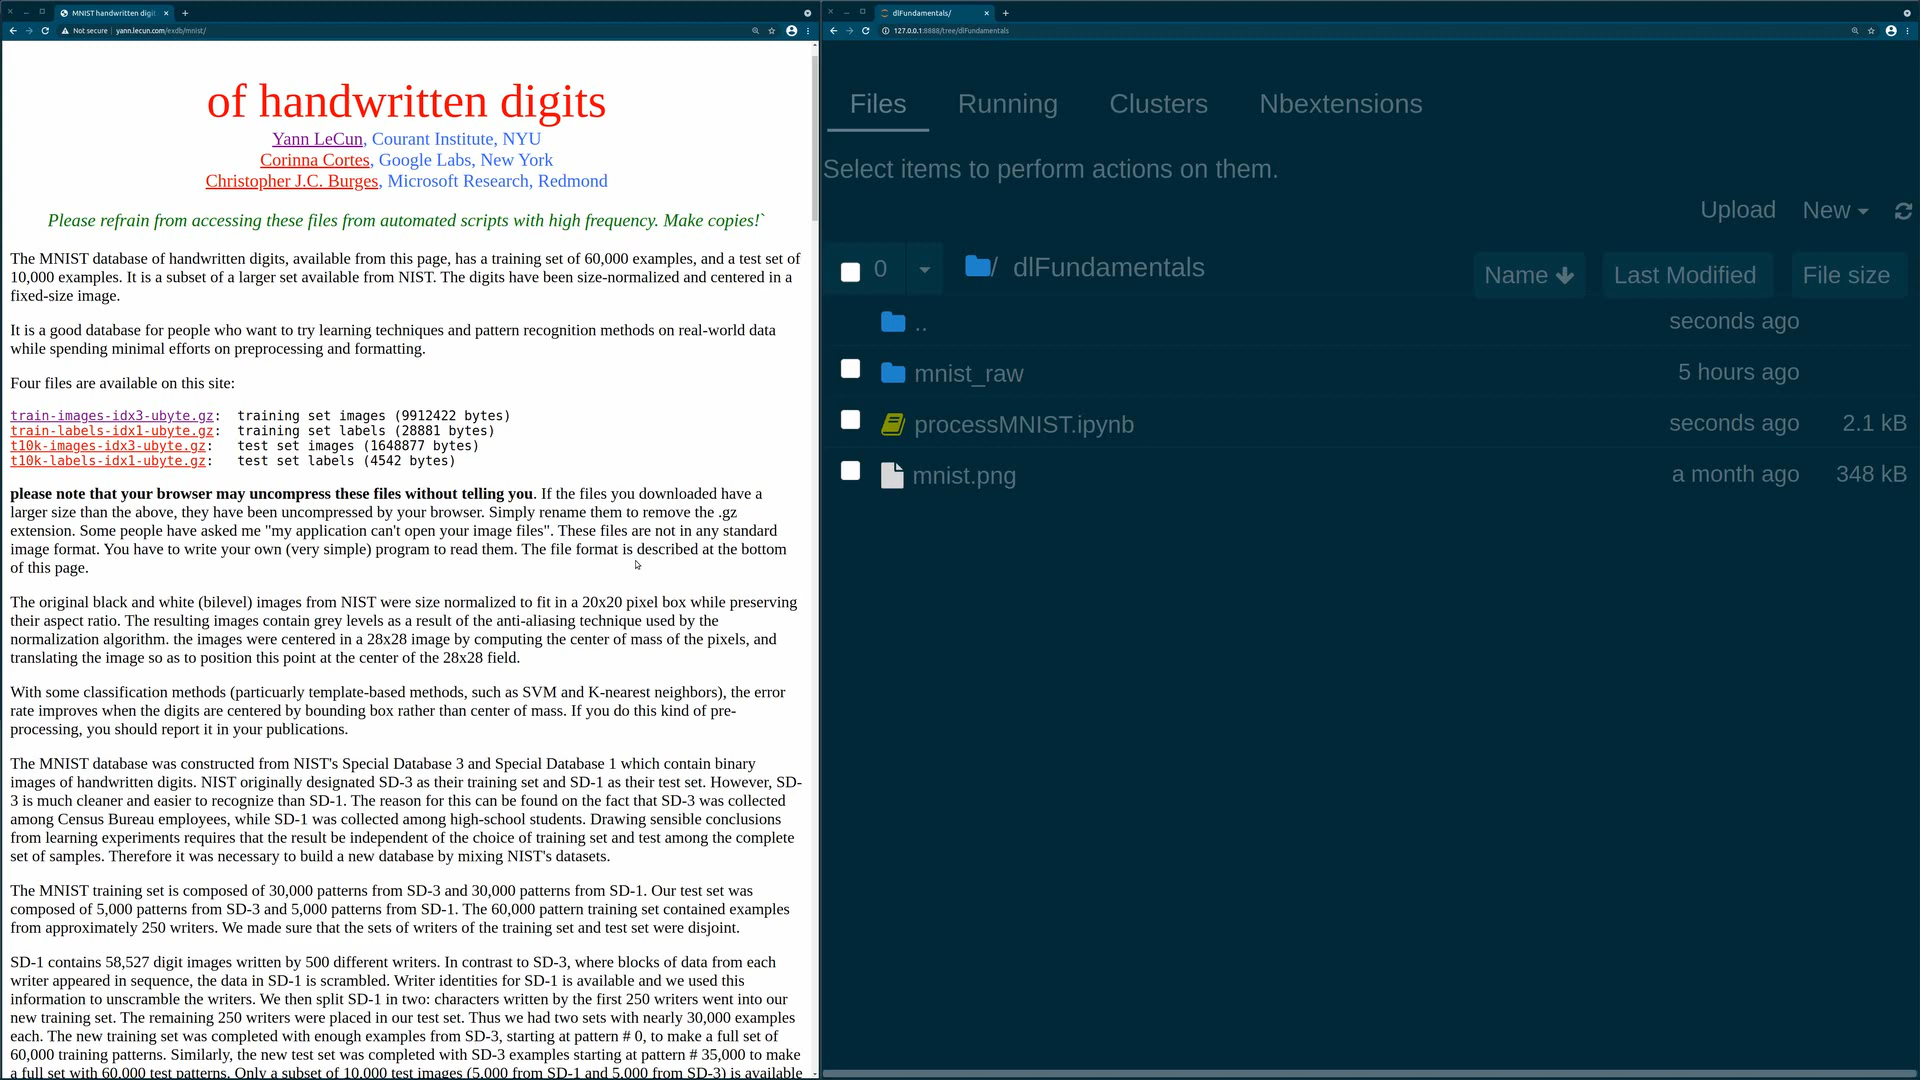 MNIST handwritten digit
Not secure | yann.lecun.com/exdb/mnist/
of handwritten digits
Yann LeCun, Courant Institute, NYU
Corinna Cortes, Google Labs, New York
Christopher J.C. Burges, Microsoft Research, Redmond
Please refrain from accessing these files from automated scripts with high frequency. Make copies!`
The MNIST database of handwritten digits, available from this page, has a training set of 60,000 examples, and a test set of
10,000 examples. It is a subset of a larger set available from NIST. The digits have been size-normalized and centered in a
fixed-size image.
It is a good database for people who want to try learning techniques and pattern recognition methods on real-world data
while spending minimal efforts on preprocessing and formatting.
Four files are available on this site:
train-images-idx3-ubyte.gz: training set images (9912422 bytes)
train-labels-idx1-ubyte.gz: training set labels (28881 bytes)
t10k-images-idx3-ubyte.gz: test set images (1648877 bytes)
t10k-labels-idx1-ubyte.gz: test set labels (4542 bytes)
please note that your browser may uncompress these files without telling you. If the files you downloaded have a
larger size than the above, they have been uncompressed by your browser. Simply rename them to remove the .gz
extension. Some people have asked me "my application can't open your image files". These files are not in any standard
image format. You have to write your own (very simple) program to read them. The file format is described at the bottom
of this page.
The original black and white (bilevel) images from NIST were size normalized to fit in a 20x20 pixel box while preserving
their aspect ratio. The resulting images contain grey levels as a result of the anti-aliasing technique used by the
normalization algorithm. the images were centered in a 28x28 image by computing the center of mass of the pixels, and
translating the image so as to position this point at the center of the 28x28 field.
With some classification methods (particuarly template-based methods, such as SVM and K-nearest neighbors), the error
rate improves when the digits are centered by bounding box rather than center of mass. If you do this kind of pre-
processing, you should report it in your publications.
The MNIST database was constructed from NIST's Special Database 3 and Special Database 1 which contain binary
images of handwritten digits. NIST originally designated SD-3 as their training set and SD-1 as their test set. However, SD-
3 is much cleaner and easier to recognize than SD-1. The reason for this can be found on the fact that SD-3 was collected
among Census Bureau employees, while SD-1 was collected among high-school students. Drawing sensible conclusions
from learning experiments requires that the result be independent of the choice of training set and test among the complete
set of samples. Therefore it was necessary to build a new database by mixing NIST's datasets.
The MNIST training set is composed of 30,000 patterns from SD-3 and 30,000 patterns from SD-1. Our test set was
composed of 5,000 patterns from SD-3 and 5,000 patterns from SD-1. The 60,000 pattern training set contained examples
from approximately 250 writers. We made sure that the sets of writers of the training set and test set were disjoint.
SD-1 contains 58,527 digit images written by 500 different writers. In contrast to SD-3, where blocks of data from each
writer appeared in sequence, the data in SD-1 is scrambled. Writer identities for SD-1 is available and we used this
information to unscramble the writers. We then split SD-1 in two: characters written by the first 250 writers went into our
new training set. The remaining 250 writers were placed in our test set. Thus we had two sets with nearly 30,000 examples
each. The new training set was completed with enough examples from SD-3, starting at pattern # 0, to make a full set of
60,000 training patterns. Similarly, the new test set was completed with SD-3 examples starting at pattern # 35,000 to make
a full set with 60,000 test patterns. Only a subset of 10,000 test images (5,000 from SD-1 and 5,000 from SD-3) is available
dlFundamentals/
127.0.0.1:8888/tree/dlFundamentals
Files Running Clusters Nbextensions
Select items to perform actions on them.
Upload New
0 / dlFundamentals Name Last Modified File size
.. seconds ago
mnist_raw 5 hours ago
processMNIST.ipynb seconds ago 2.1 kB
mnist.png a month ago 348 kB